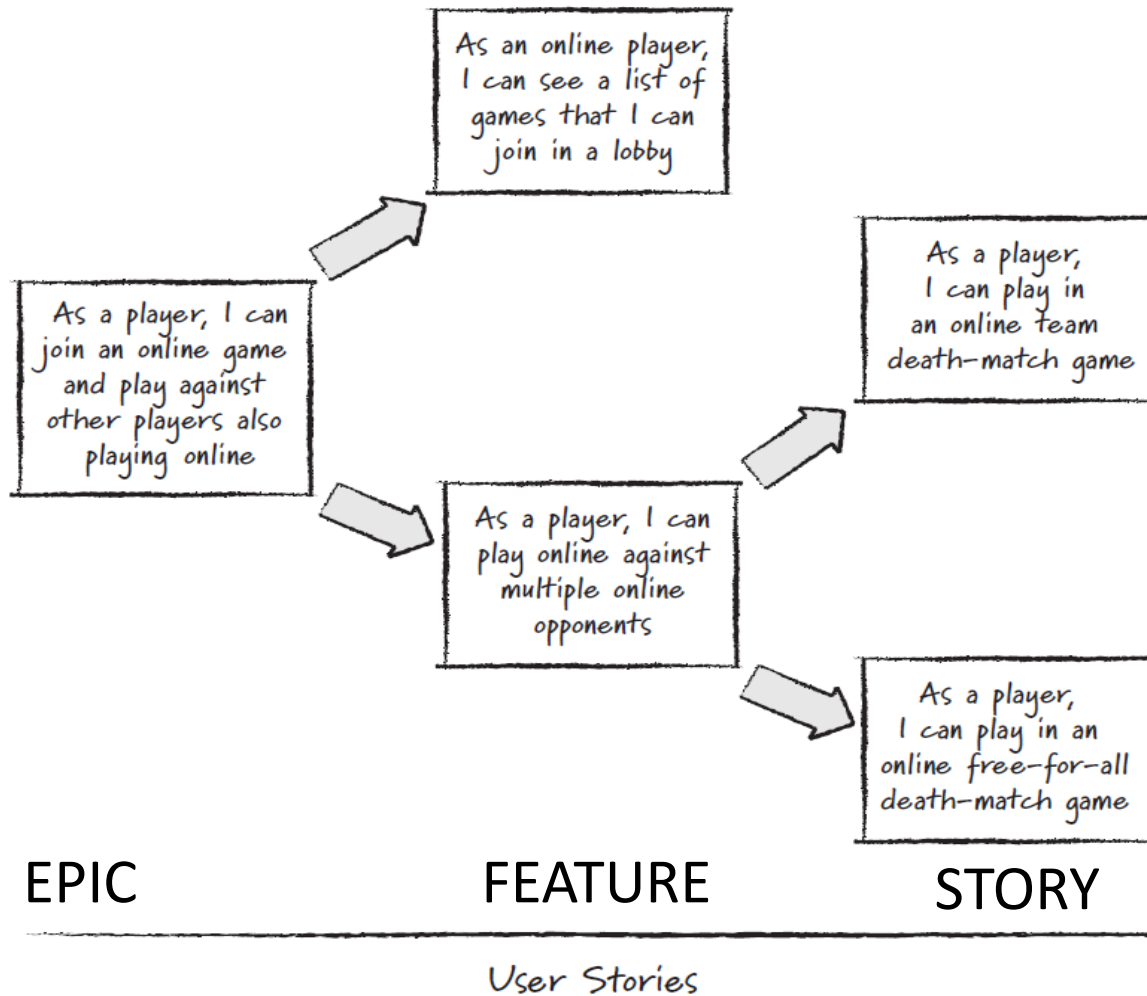 As an online player,
I can see a list of
games that I can
join in a lobby
As a player, I can
join an online game
and play against
other players also
playing online
As a player,
I can play in
an online team
death-match game
As a player, I can
play online against
multiple online
opponents
As a player,
I can play in an
online free-for-all
death-match game
EPIC
FEATURE
STORY
User Stories